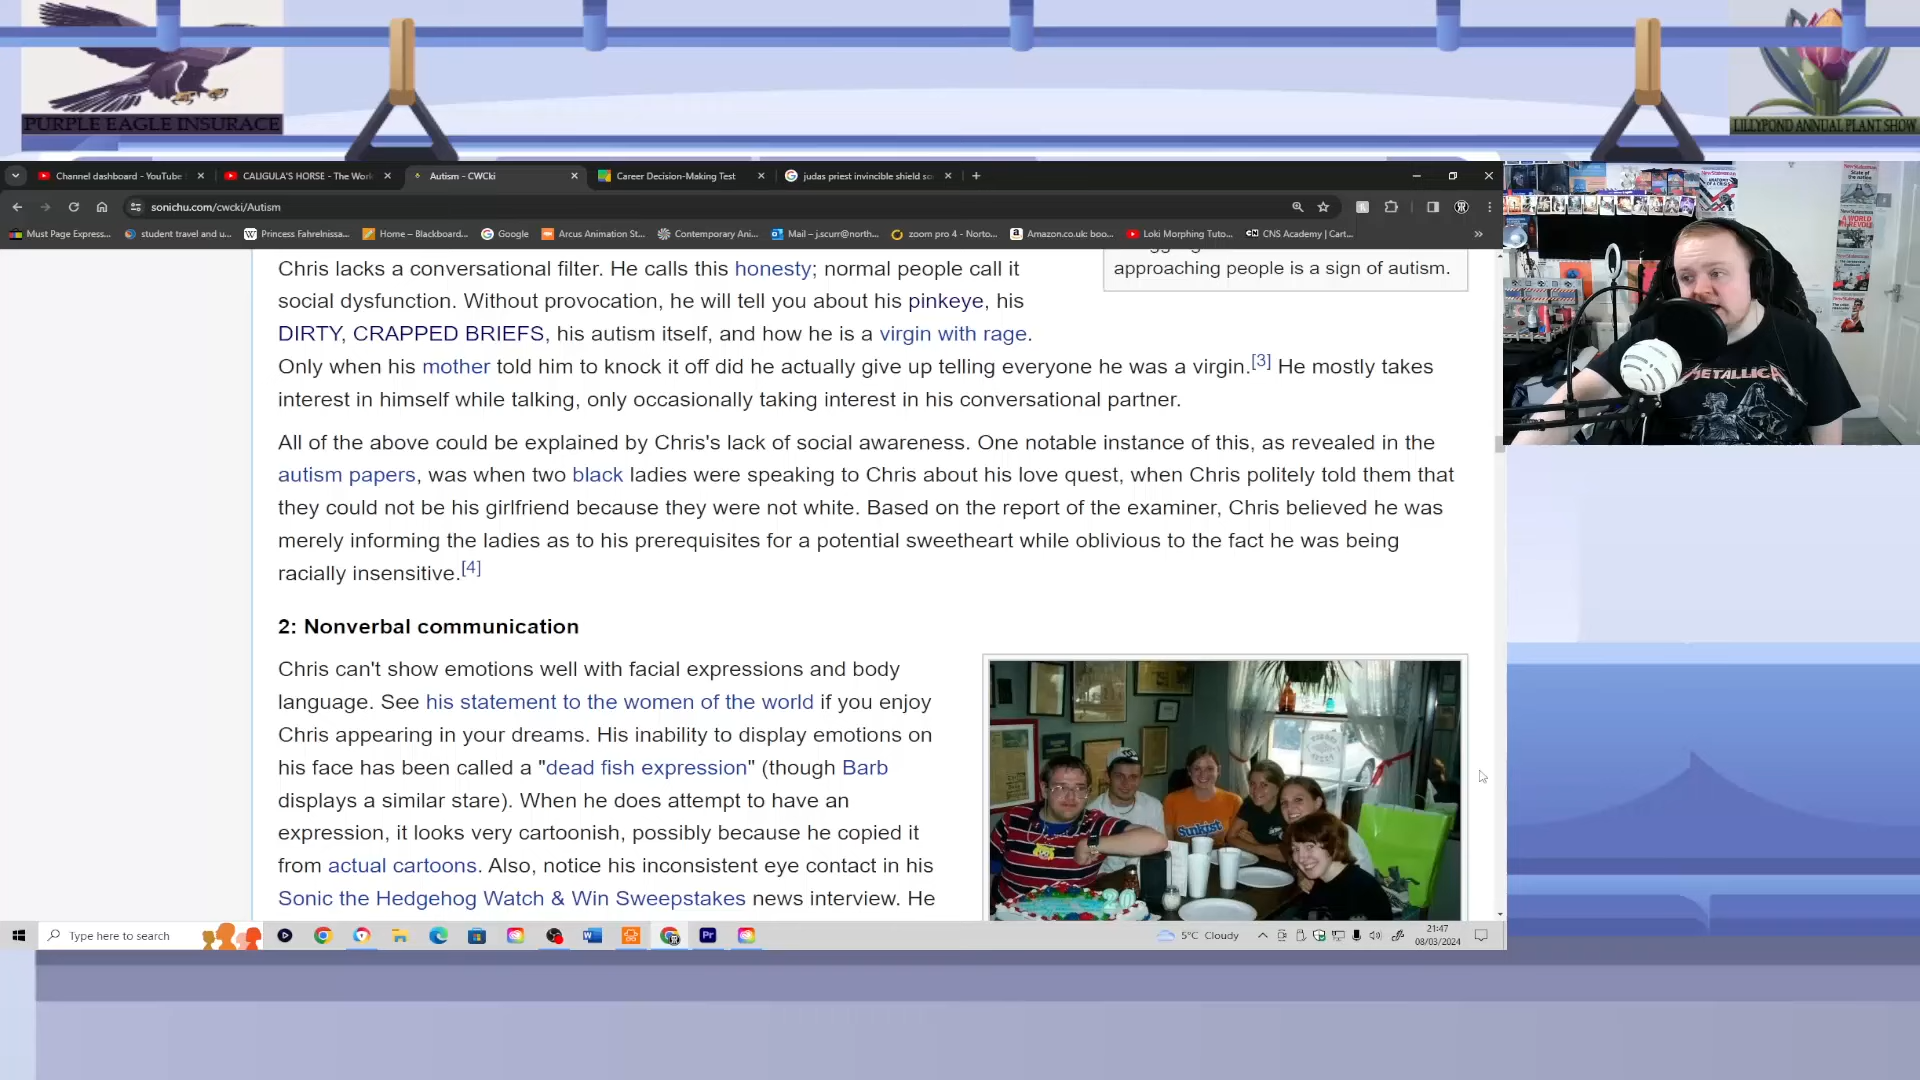 PURPLE EAGLE INSURACE
LILLYPOND ANNUAL PLANT SHOW
Channel dashboard - YouTube
CALIGULA'S HORSE - The Wor
Autism - CWCki
Career Decision-Making Test
judas priest invincible shield so
sonichu.com/cwcki/Autism
Must Page Express...
student travel and u...
Princess Fahrelnissa...
Home – Blackboard...
Google
Arcus Animation St...
Contemporary Ani...
Mail – j.scurr@north...
zoom pro 4 - Norto...
Amazon.co.uk: boo...
Loki Morphing Tuto...
CNS Academy | Cart...
Chris lacks a conversational filter. He calls this honesty; normal people call it
social dysfunction. Without provocation, he will tell you about his pinkeye, his
DIRTY, CRAPPED BRIEFS, his autism itself, and how he is a virgin with rage.
Only when his mother told him to knock it off did he actually give up telling everyone he was a virgin.[3] He mostly takes
interest in himself while talking, only occasionally taking interest in his conversational partner.
approaching people is a sign of autism.
All of the above could be explained by Chris's lack of social awareness. One notable instance of this, as revealed in the
autism papers, was when two black ladies were speaking to Chris about his love quest, when Chris politely told them that
they could not be his girlfriend because they were not white. Based on the report of the examiner, Chris believed he was
merely informing the ladies as to his prerequisites for a potential sweetheart while oblivious to the fact he was being
racially insensitive.[4]
2: Nonverbal communication
Chris can't show emotions well with facial expressions and body
language. See his statement to the women of the world if you enjoy
Chris appearing in your dreams. His inability to display emotions on
his face has been called a "dead fish expression" (though Barb
displays a similar stare). When he does attempt to have an
expression, it looks very cartoonish, possibly because he copied it
from actual cartoons. Also, notice his inconsistent eye contact in his
Sonic the Hedgehog Watch & Win Sweepstakes news interview. He
Sunkist
20
METALLICA
Type here to search
5°C Cloudy
21:47
08/03/2024